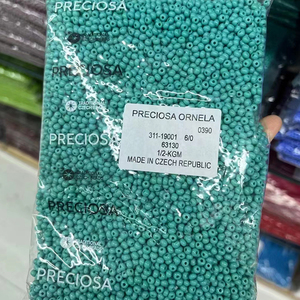 PRECIOSA
PRECIOSA
PRECIOSA ORNELA
0390
311-19001 6/0
63130
1/2-KGM
MADE IN CZECH REPUBLIC
PRECIOSA
PRECIOSA
PRECIOSA